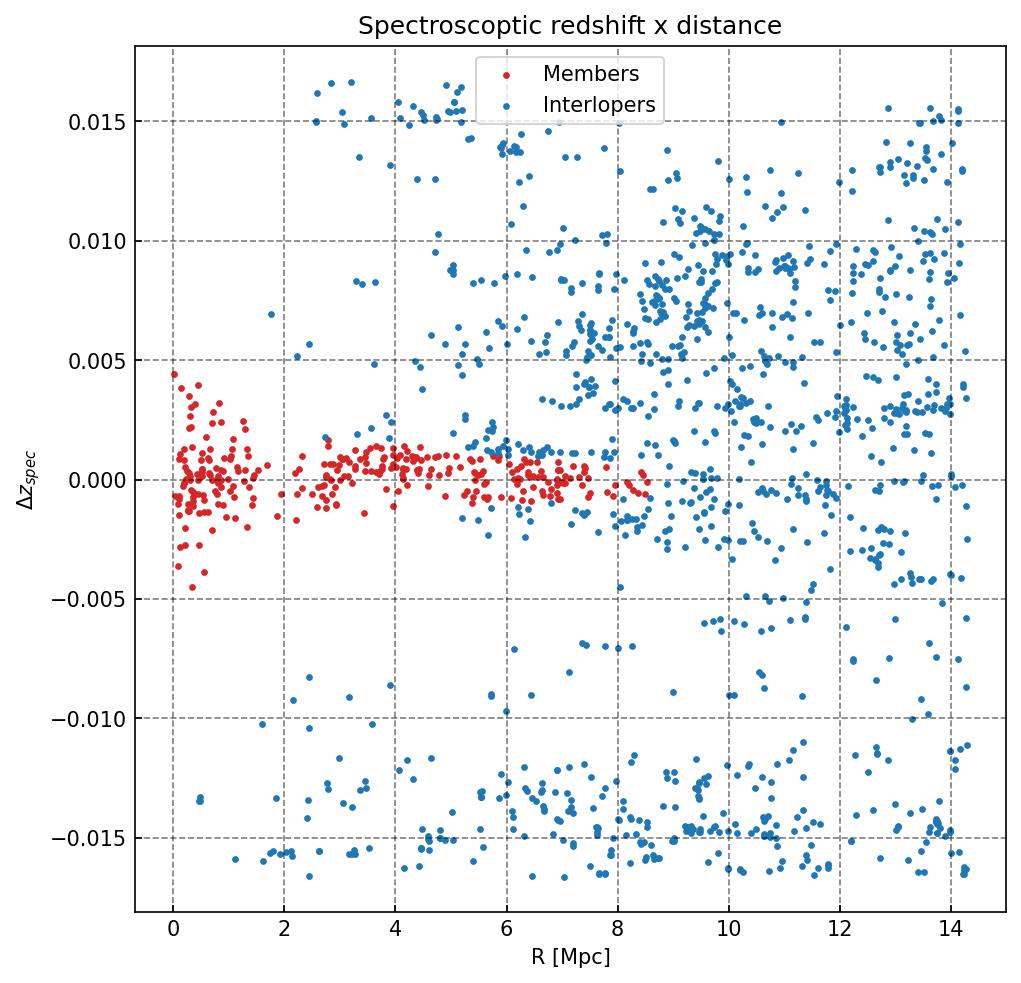 Spectroscoptic redshift x distance
Members
Interlopers
0.015
0.010
0.005
0.000
−0.005
−0.010
−0.015
Δz_spec
0 2 4 6 8 10 12 14
R [Mpc]